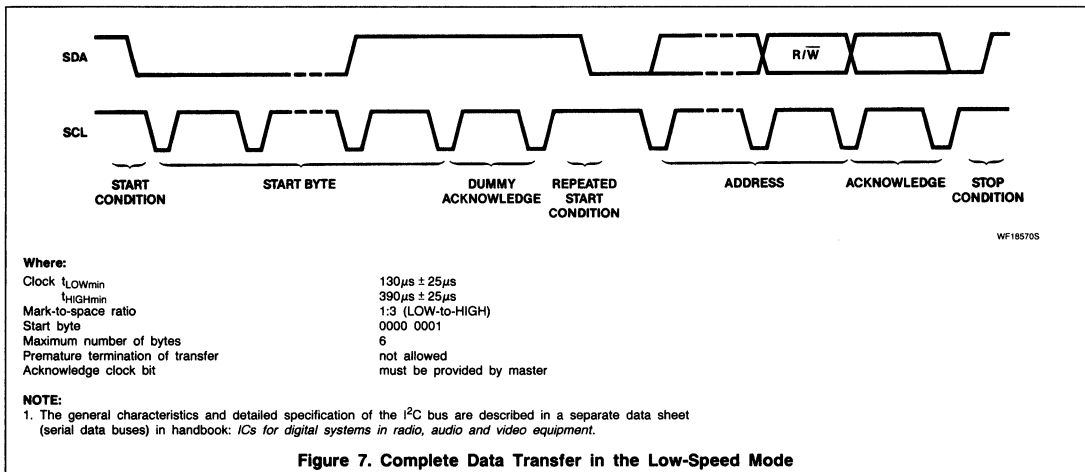 SDA
R/W̅
SCL
START CONDITION
START BYTE
DUMMY ACKNOWLEDGE
REPEATED START CONDITION
ADDRESS
ACKNOWLEDGE
STOP CONDITION
WF18570S
Where:
Clock tLOWmin 130µs ± 25µs
tHIGHmin 390µs ± 25µs
Mark-to-space ratio 1:3 (LOW-to-HIGH)
Start byte 0000 0001
Maximum number of bytes 6
Premature termination of transfer not allowed
Acknowledge clock bit must be provided by master
NOTE:
1. The general characteristics and detailed specification of the I²C bus are described in a separate data sheet
(serial data buses) in handbook: ICs for digital systems in radio, audio and video equipment.
Figure 7. Complete Data Transfer in the Low-Speed Mode